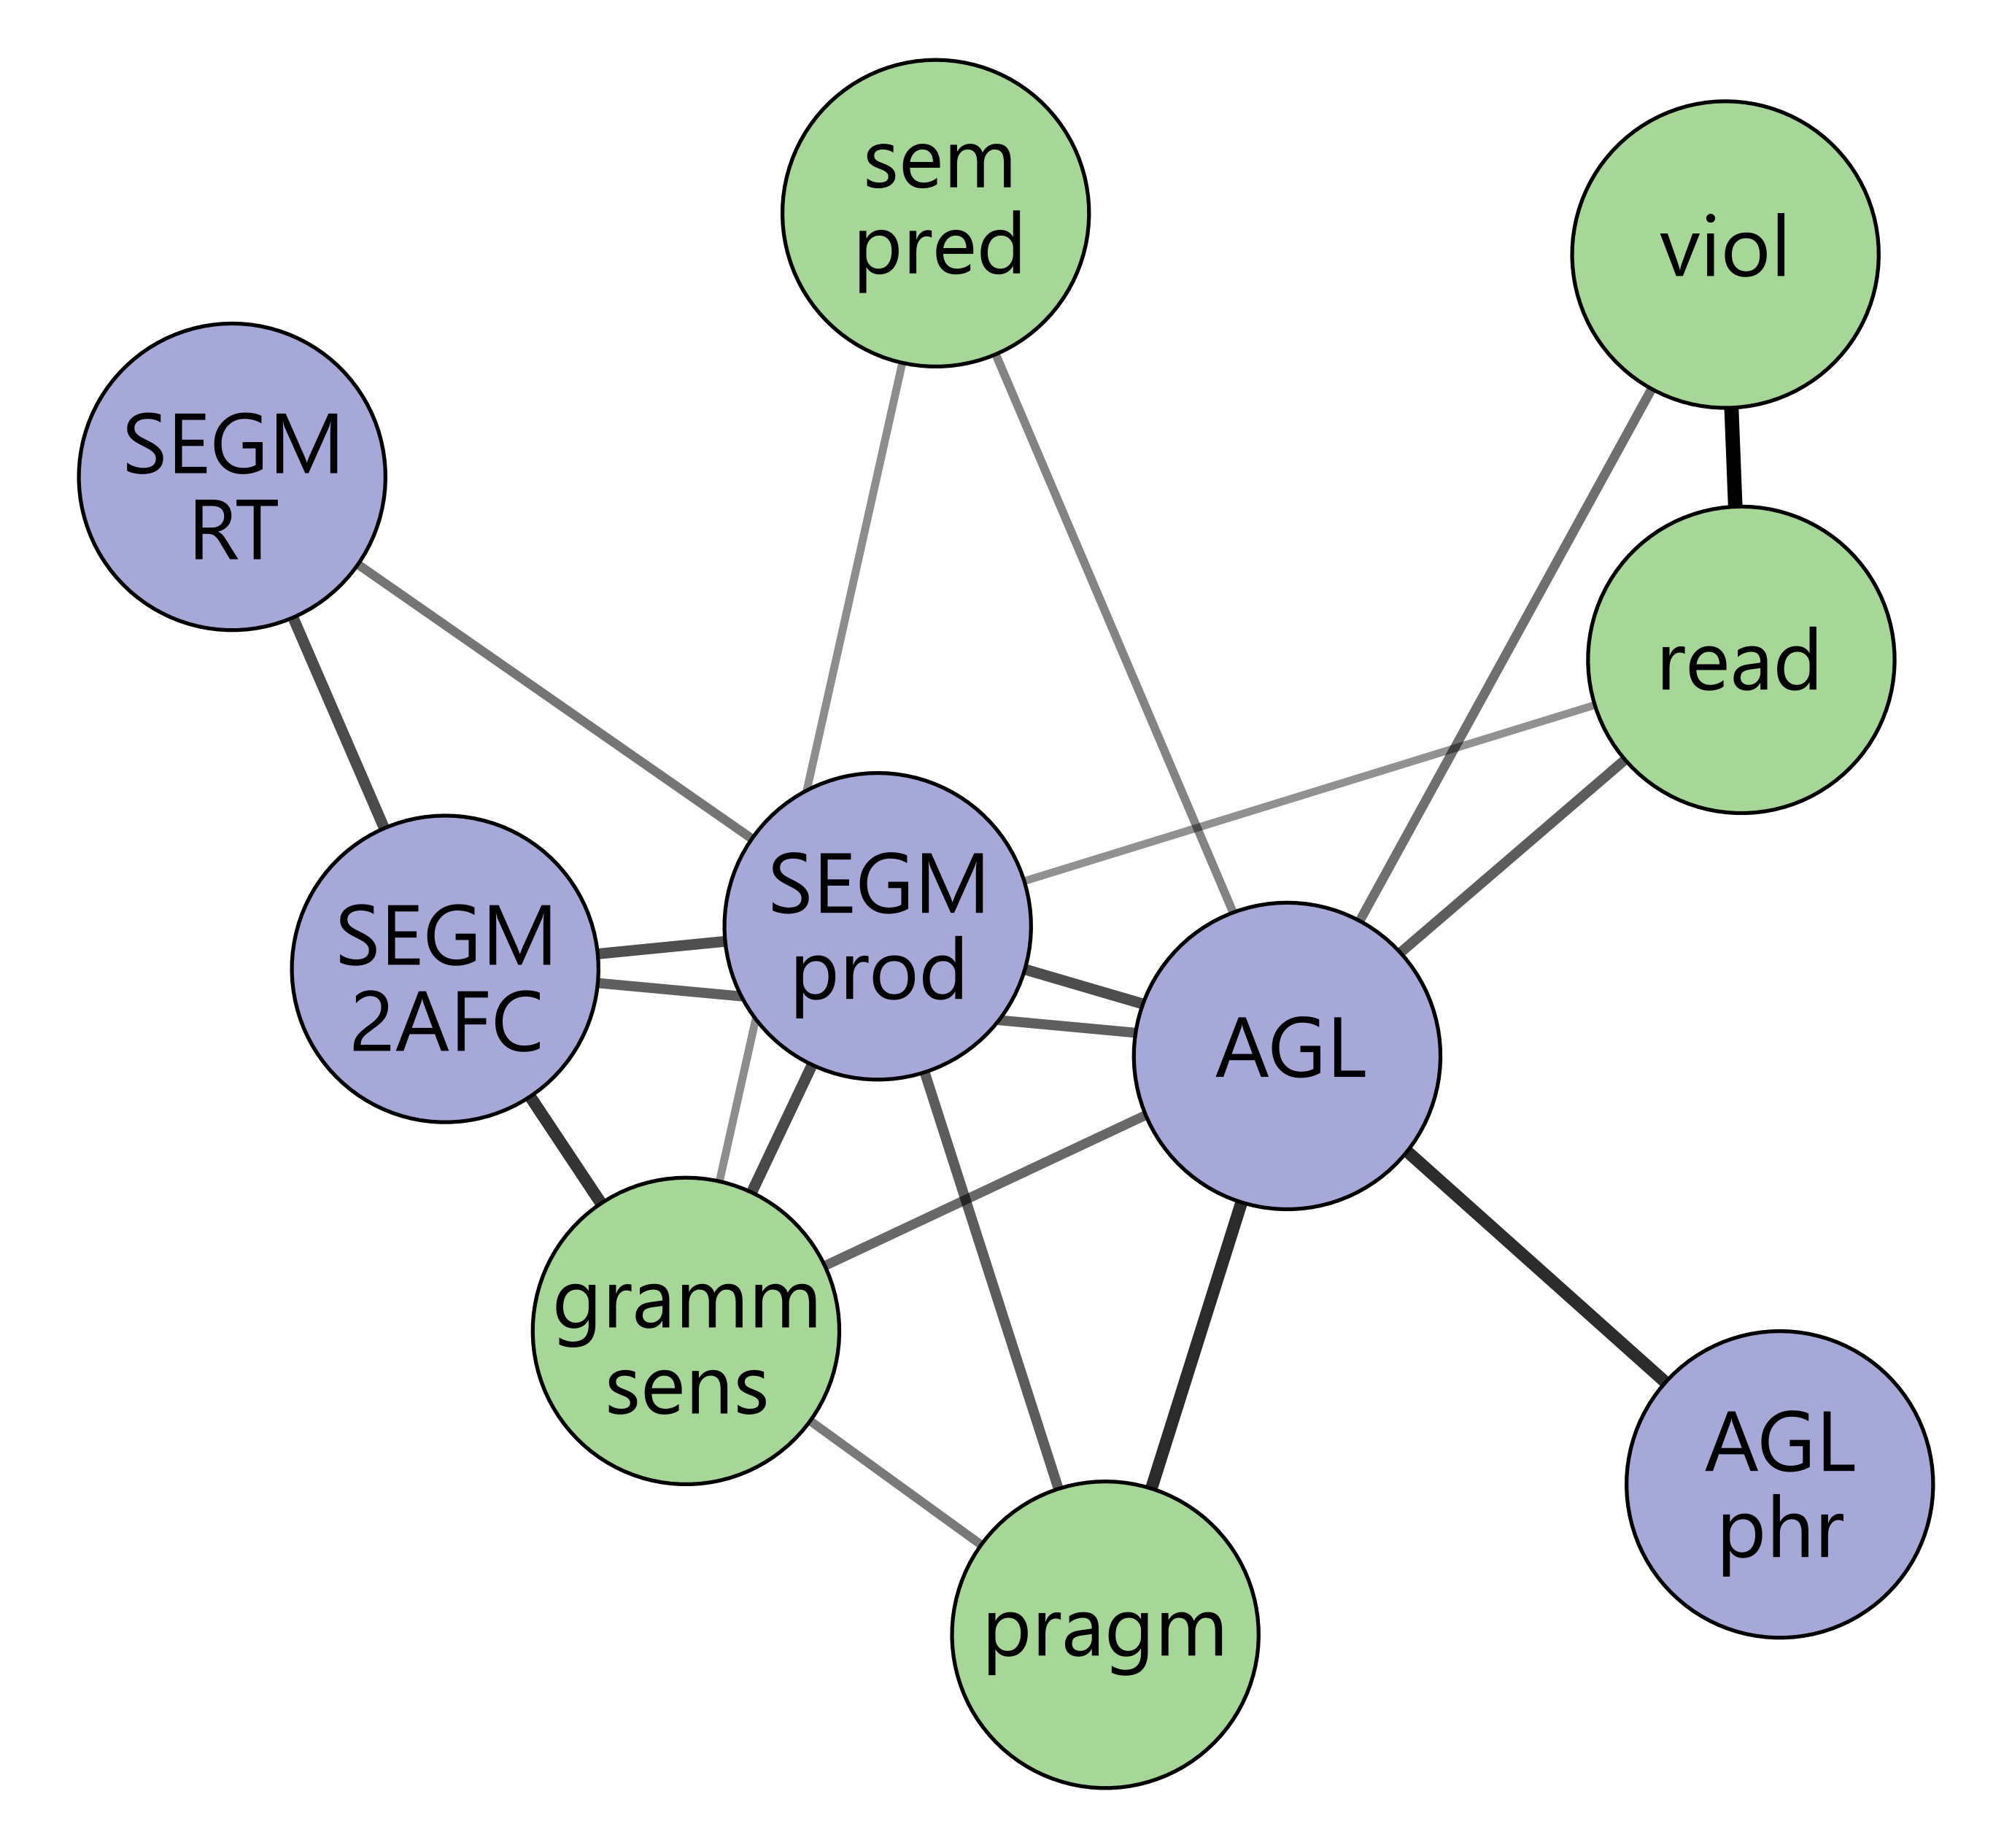 sem
pred
viol
SEGM
RT
read
SEGM
prod
SEGM
2AFC
AGL
gramm
sens
AGL
phr
pragm